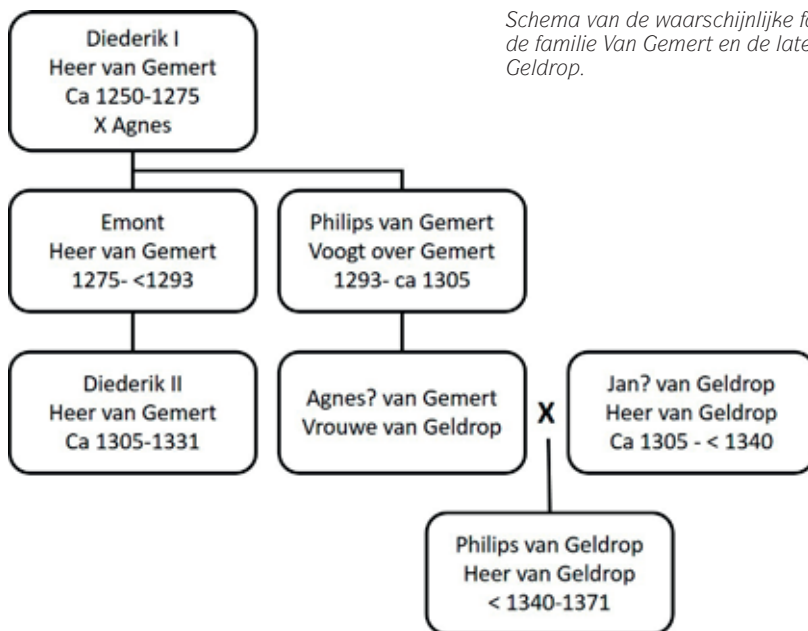 Schema van de waarschijnlijke
de familie Van Gemert en de
Geldrop.
Diederik I
Heer van Gemert
Ca 1250-1275
X Agnes
Emont
Heer van Gemert
1275- <1293
Philips van Gemert
Voogt over Gemert
1293- ca 1305
Diederik II
Heer van Gemert
Ca 1305-1331
Agnes? van Gemert
Vrouwe van Geldrop
X
Jan? van Geldrop
Heer van Geldrop
Ca 1305 - < 1340
Philips van Geldrop
Heer van Geldrop
< 1340-1371